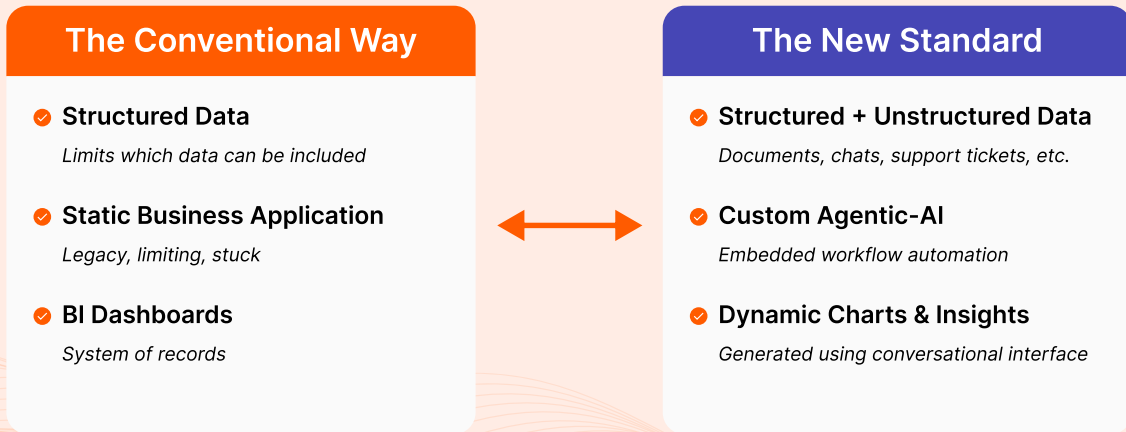 The Conventional Way
Structured Data
Limits which data can be included
Static Business Application
Legacy, limiting, stuck
BI Dashboards
System of records
The New Standard
Structured + Unstructured Data
Documents, chats, support tickets, etc.
Custom Agentic-AI
Embedded workflow automation
Dynamic Charts & Insights
Generated using conversational interface